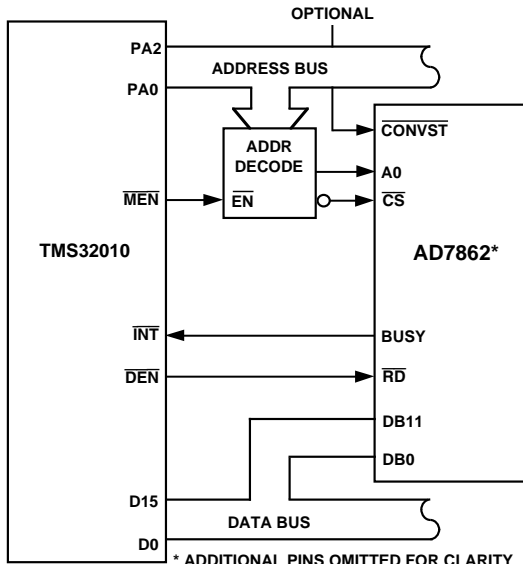 OPTIONAL
PA2
ADDRESS BUS
PA0
ADDR
DECODE
CONVST
A0
MEN
EN
CS
TMS32010
AD7862*
INT
BUSY
DEN
RD
DB11
DB0
D15
DATA BUS
D0
* ADDITIONAL PINS OMITTED FOR CLARITY